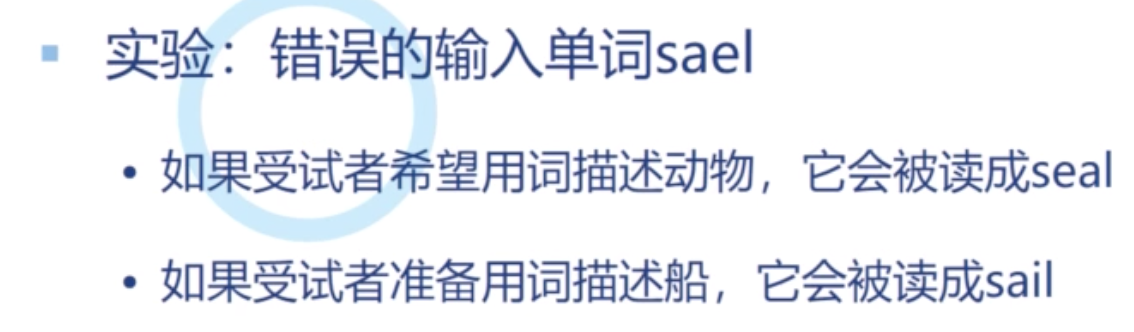 实验：错误的输入单词sael
如果受试者希望用词描述动物，它会被读成seal
如果受试者准备用词描述船，它会被读成sail